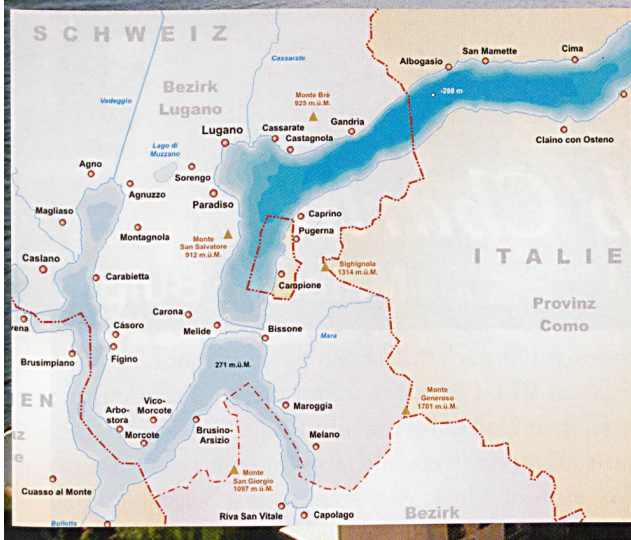 SCHWEIZ
Cima
San Mamette
Albogasio
Cassarate
Bezirk
Lugano
Monte Brè
925 m.ü.M.
-288 m
Vedeggio
Gandria
Lugano
Cassarate
Castagnola
Claino con Osteno
Lago di
Muzzano
Agno
Sorengo
Agnuzzo
Paradiso
Magliaso
Caprino
Montagnola
Pugerna
Monte
San Salvatore
912 m.ü.M.
ITALIE
Caslano
Sighignola
1314 m.ü.M.
Carabietta
Campione
Provinz
Como
Carona
vena
Cásoro
Melide
Bissone
Mara
Figino
Brusimpiano
271 m.ü.M.
EN
Monte
Generoso
1701 m.ü.M.
Vico-
Morcote
Arbo-
stora
Maroggia
Morcote
Brusino-
Arsizio
Melano
nz
e
Monte
San Giorgio
1097 m.ü.M.
Cuasso al Monte
Riva San Vitale
Capolago
Bezirk
Bolletta